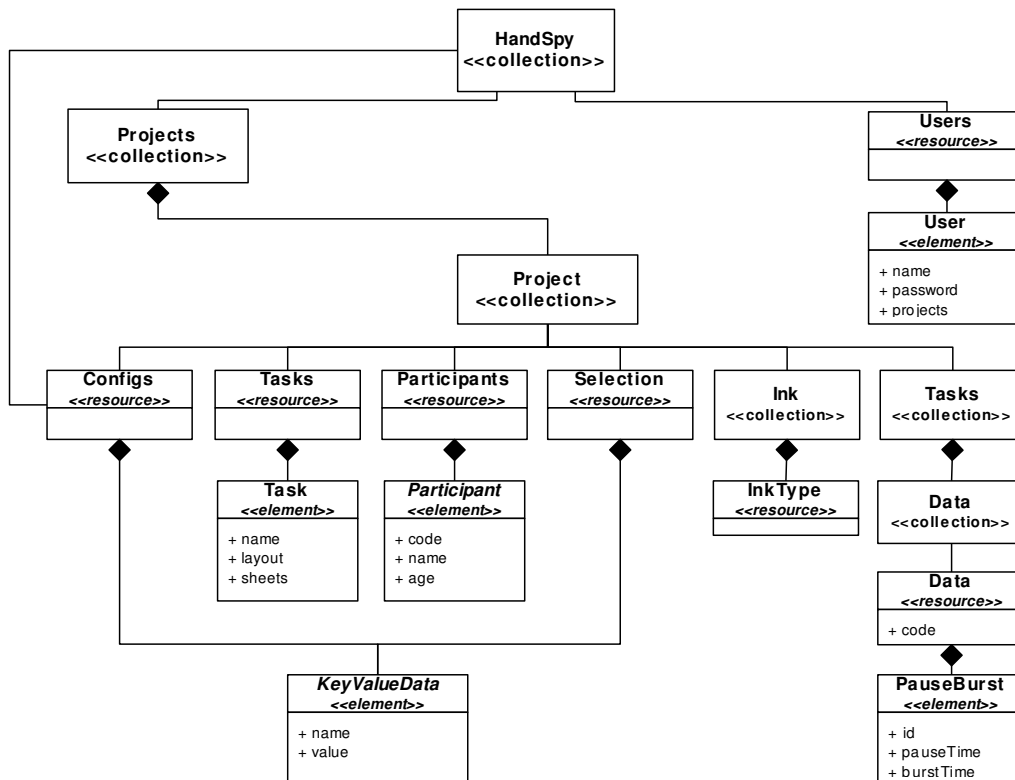 HandSpy
<<collection>>
Projects
<<collection>>
Users
<<resource>>
User
<<element>>
+ name
+ password
+ projects
Project
<<collection>>
Configs
<<resource>>
Tasks
<<resource>>
Participants
<<resource>>
Selection
<<resource>>
Ink
<<collection>>
Tasks
<<collection>>
Task
<<element>>
+ name
+ layout
+ sheets
Participant
<<element>>
+ code
+ name
+ age
InkType
<<resource>>
Data
<<collection>>
Data
<<resource>>
+ code
KeyValueData
<<element>>
+ name
+ value
PauseBurst
<<element>>
+ id
+ pauseTime
+ burstTime